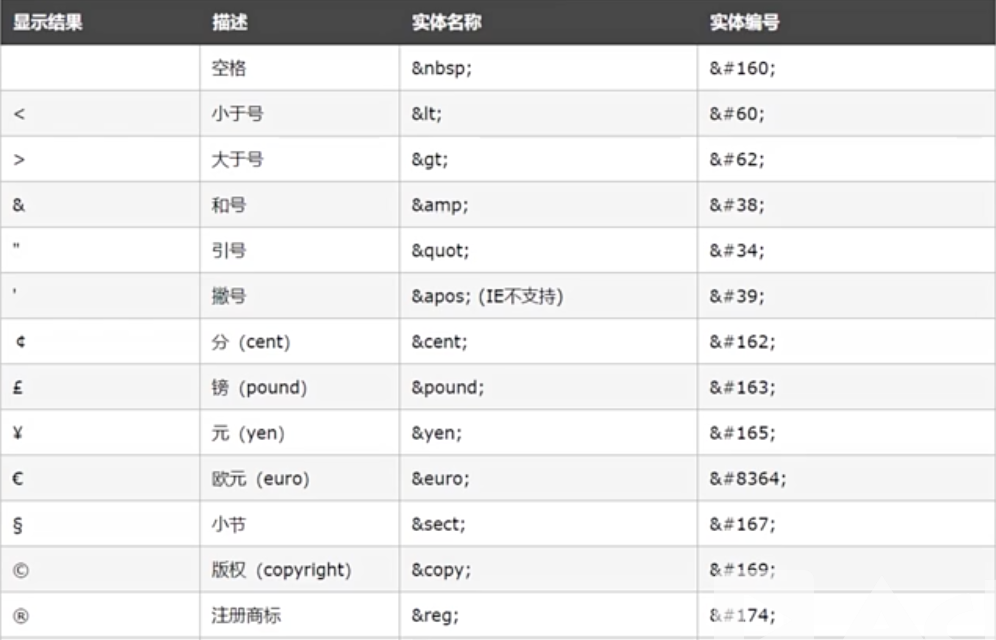 显示结果 描述 实体名称 实体编号
空格 &nbsp; &#160;
< 小于号 &lt; &#60;
> 大于号 &gt; &#62;
& 和号 &amp; &#38;
" 引号 &quot; &#34;
' 撇号 &apos; (IE不支持) &#39;
¢ 分 (cent) &cent; &#162;
£ 镑 (pound) &pound; &#163;
¥ 元 (yen) &yen; &#165;
€ 欧元 (euro) &euro; &#8364;
§ 小节 &sect; &#167;
© 版权 (copyright) &copy; &#169;
® 注册商标 &reg; &#174;